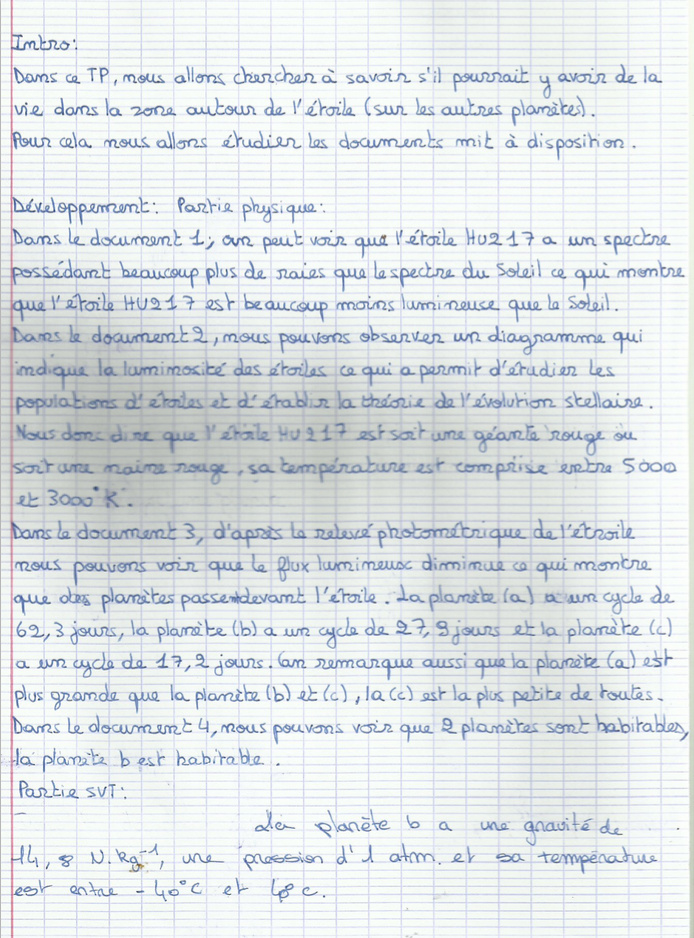 Intro:
Dans ce TP, nous allons chercher à savoir s'il pourrait y avoir de la
vie dans la zone autour de l'étoile (sur les autres planètes).
Pour cela nous allons étudier les documents mit à disposition.
Développement: Partie physique:
Dans le document 1, on peut voir que l'étoile HU217 a un spectre
possédant beaucoup plus de raies que le spectre du Soleil ce qui montre
que l'étoile HU217 est beaucoup moins lumineuse que le Soleil.
Dans le document 2, nous pouvons observer un diagramme qui
indique la luminosité des étoiles ce qui a permit d'étudier les
populations d'étoiles et d'établir la théorie de l'évolution stellaire.
Nous donc dire que l'étoile HU217 est soit une géante rouge ou
soit une naine rouge, sa température est comprise entre 5000
et 3000°K.
Dans le document 3, d'après le relevé photométrique de l'étroile
nous pouvons voir que le flux lumineux diminue ce qui montre
que des planètes passent devant l'étoile. La planète (a) a un cycle de
62,3 jours, la planète (b) a un cycle de 27,9 jours et la planète (c)
a un cycle de 17,2 jours. On remarque aussi que la planète (a) est
plus grande que la planète (b) et (c), la (c) est la plus petite de toutes.
Dans le document 4, nous pouvons voir que 2 planètes sont habitables,
la planète b est habitable.
Partie SVT:
La planète b a une gravité de
14,8 N.kg⁻¹, une pression d'1 atm. et sa température
est entre -40°C et 48°C.